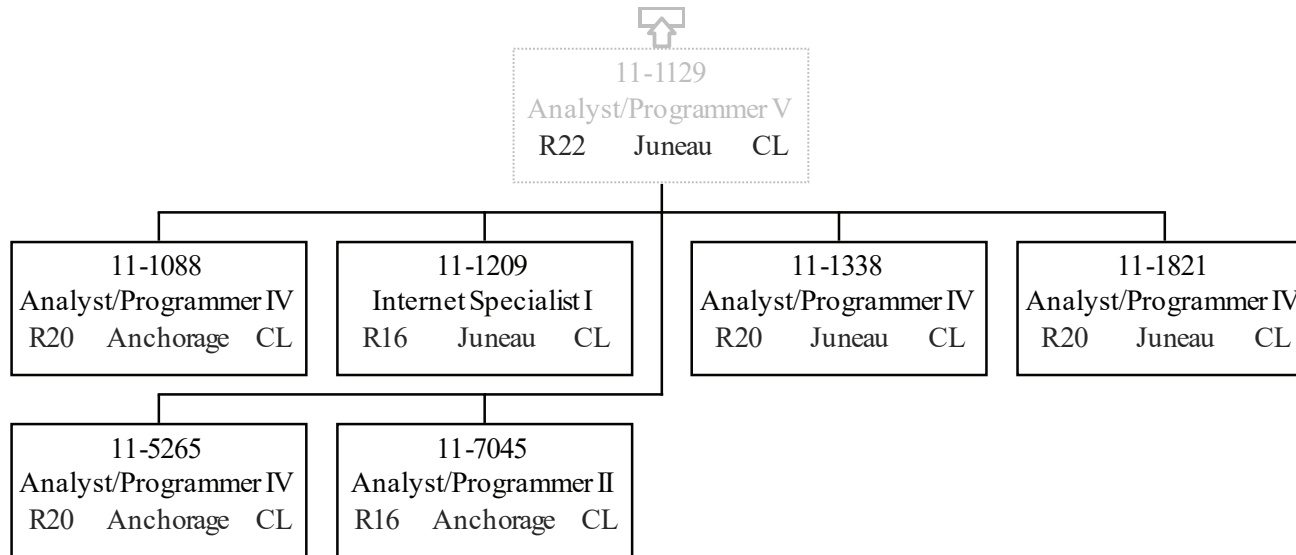 11-1129
Analyst/Programmer V
R22 Juneau CL
11-1088
Analyst/Programmer IV
R20 Anchorage CL
11-1209
Internet Specialist I
R16 Juneau CL
11-1338
Analyst/Programmer IV
R20 Juneau CL
11-1821
Analyst/Programmer IV
R20 Juneau CL
11-5265
Analyst/Programmer IV
R20 Anchorage CL
11-7045
Analyst/Programmer II
R16 Anchorage CL